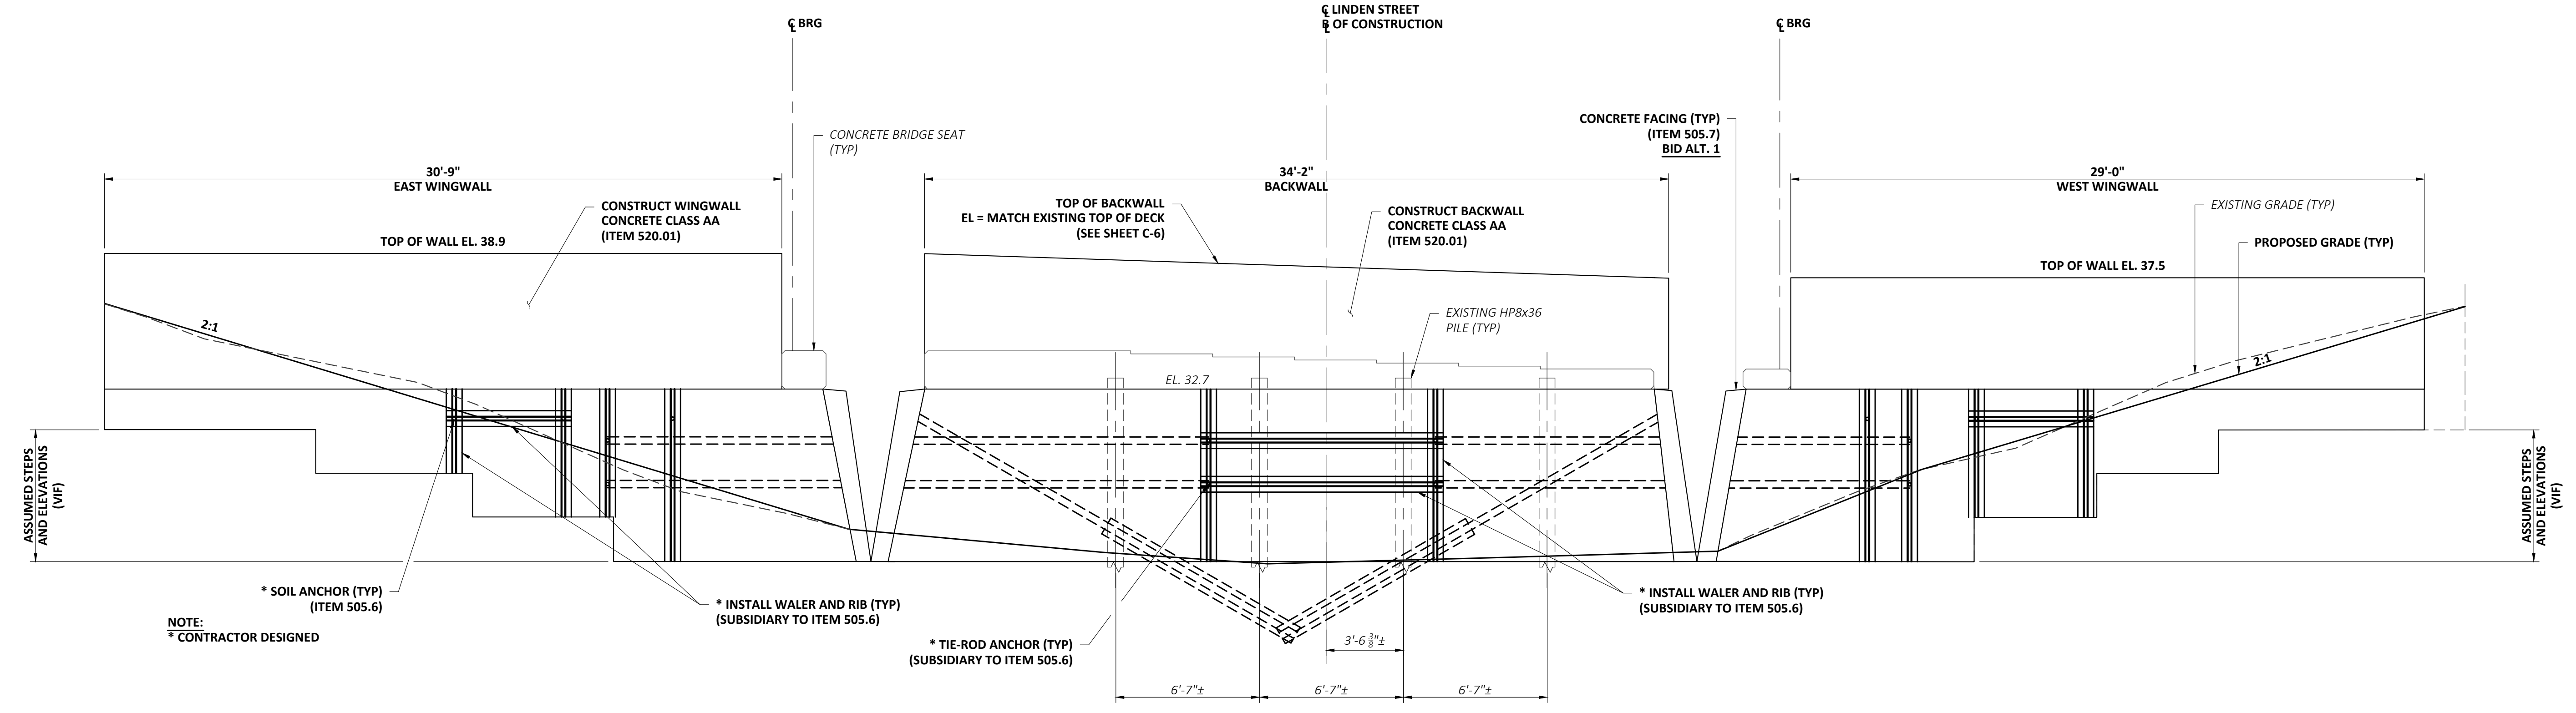 ℄ LINDEN STREET
℄ BRG
B OF CONSTRUCTION
℄ BRG
CONCRETE BRIDGE SEAT
(TYP)
CONCRETE FACING (TYP)
(ITEM 505.7)
BID ALT. 1
30'-9"
EAST WINGWALL
34'-2"
BACKWALL
29'-0"
WEST WINGWALL
CONSTRUCT WINGWALL
CONCRETE CLASS AA
(ITEM 520.01)
TOP OF BACKWALL
EL = MATCH EXISTING TOP OF DECK
(SEE SHEET C-6)
CONSTRUCT BACKWALL
CONCRETE CLASS AA
(ITEM 520.01)
EXISTING GRADE (TYP)
PROPOSED GRADE (TYP)
TOP OF WALL EL. 38.9
TOP OF WALL EL. 37.5
2:1
EXISTING HP8x36
PILE (TYP)
2:1
EL. 32.7
ASSUMED STEPS
AND ELEVATIONS
(VIF)
ASSUMED STEPS
AND ELEVATIONS
(VIF)
* SOIL ANCHOR (TYP)
(ITEM 505.6)
* INSTALL WALER AND RIB (TYP)
(SUBSIDIARY TO ITEM 505.6)
* INSTALL WALER AND RIB (TYP)
(SUBSIDIARY TO ITEM 505.6)
NOTE:
* CONTRACTOR DESIGNED
* TIE-ROD ANCHOR (TYP)
(SUBSIDIARY TO ITEM 505.6)
3'-6 3/8"±
6'-7"±
6'-7"±
6'-7"±